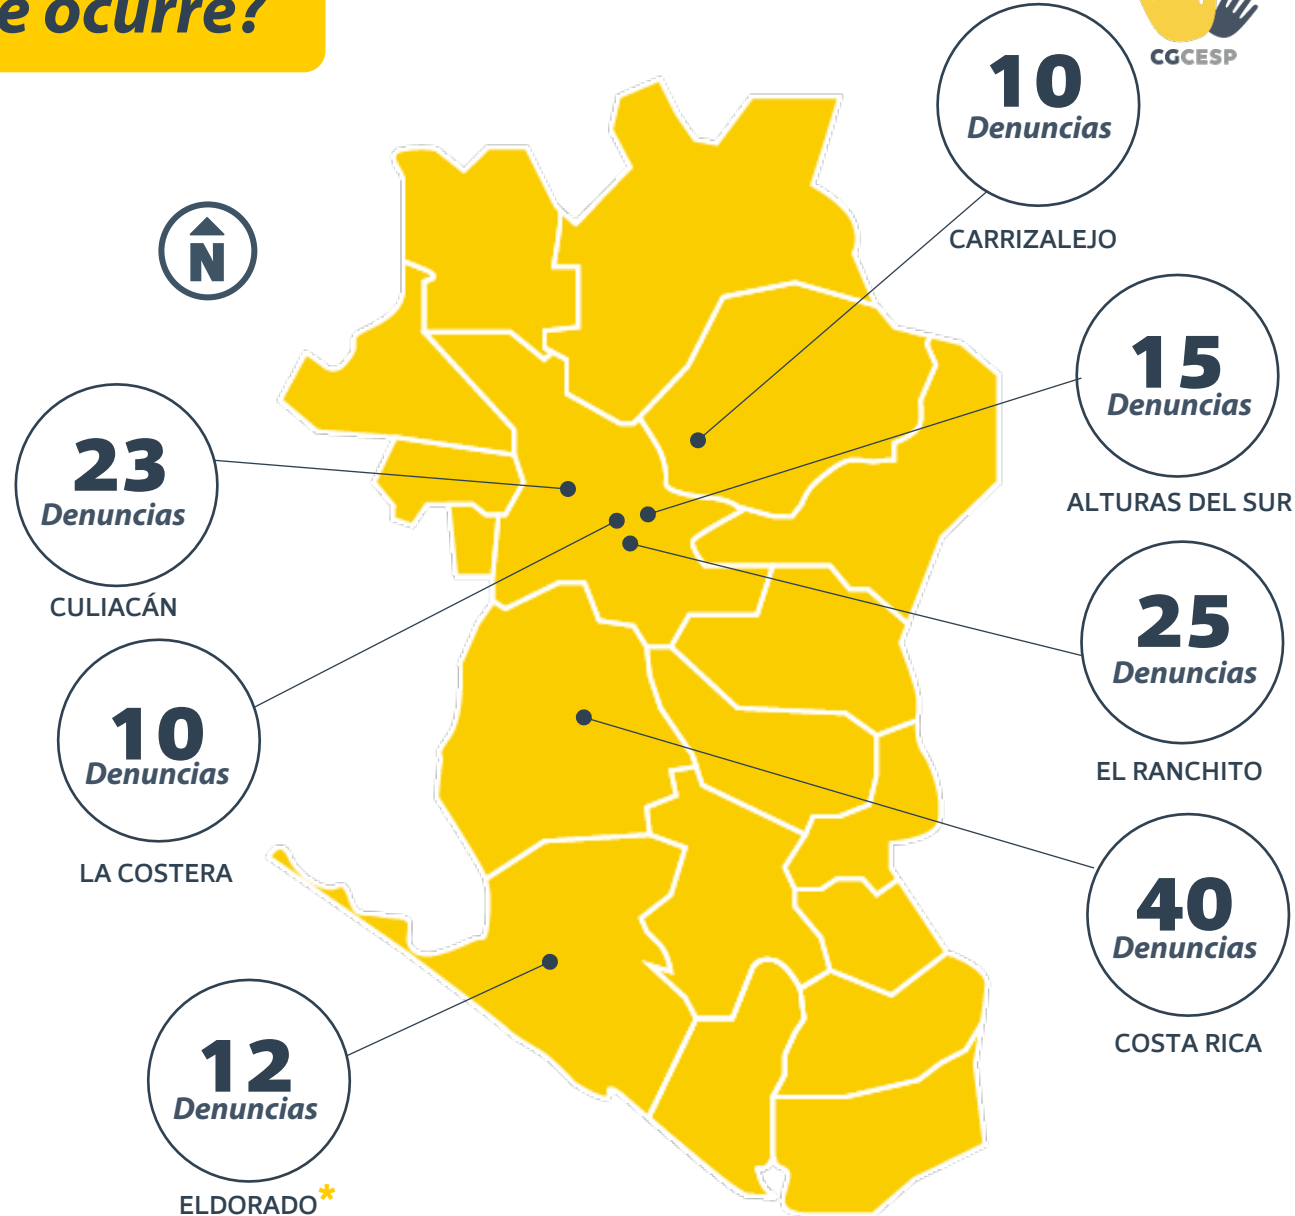 e ocurre?
CGCESP
10
Denuncias
CARRIZALEJO
N
15
Denuncias
ALTURAS DEL SUR
23
Denuncias
CULIACÁN
25
Denuncias
EL RANCHITO
10
Denuncias
LA COSTERA
40
Denuncias
COSTA RICA
12
Denuncias
ELDORADO*